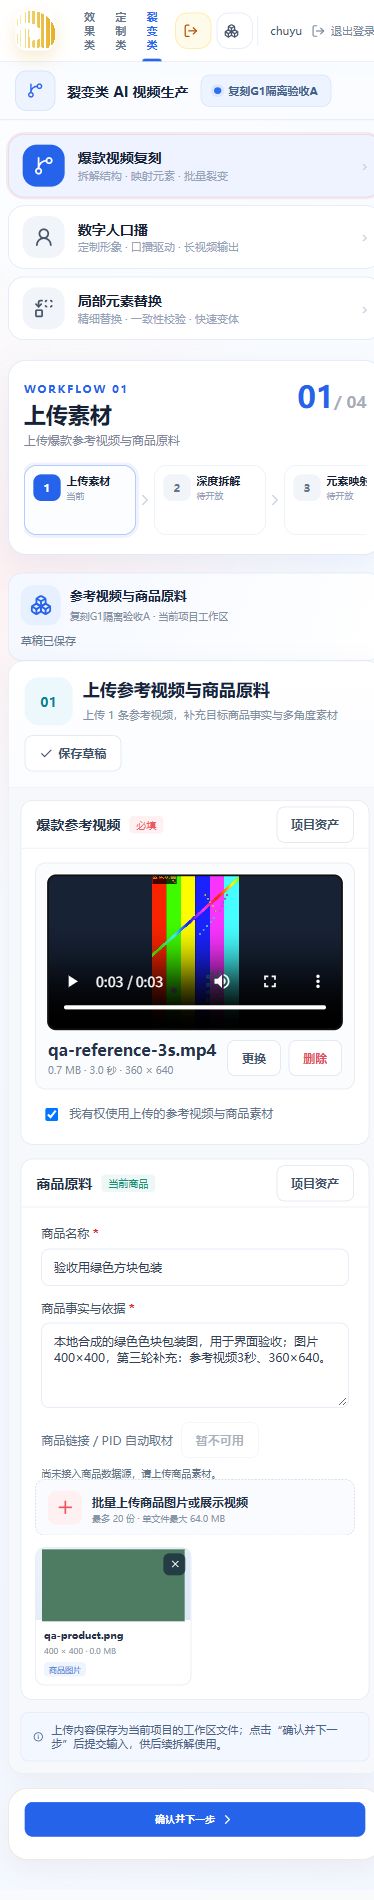 效果类
定制类
裂变类
chuyu
退出登录
裂变类 AI 视频生产
复刻G1隔离验收A
爆款视频复刻
拆解结构 · 映射元素 · 批量裂变
数字人口播
定制形象 · 口播驱动 · 长视频输出
局部元素替换
精细替换 · 一致性校验 · 快速变体
WORKFLOW 01
01 / 04
上传素材
上传爆款参考视频与商品原料
1 上传素材
当前
2 深度拆解
待开放
3 元素映射
待开放
参考视频与商品原料
复刻G1隔离验收A · 当前项目工作区
草稿已保存
01
上传参考视频与商品原料
上传 1 条参考视频，补充目标商品事实与多角度素材
保存草稿
爆款参考视频 必填
项目资产
0:03 / 0:03
qa-reference-3s.mp4
0.7 MB · 3.0 秒 · 360 × 640
更换
删除
我有权使用上传的参考视频与商品素材
商品原料 当前商品
项目资产
商品名称 *
验收用绿色方块包装
商品事实与依据 *
本地合成的绿色色块包装图，用于界面验收；图片
400×400，第三轮补充：参考视频3秒、360×640。
商品链接 / PID 自动取材 暂不可用
尚未接入商品数据源，请上传商品素材。
批量上传商品图片或展示视频
最多 20 份 · 单文件最大 64.0 MB
qa-product.png
400 × 400 · 0.0 MB
商品图片
上传内容保存为当前项目的工作区文件；点击“确认并下一
步”后提交输入，供后续拆解使用。
确认并下一步